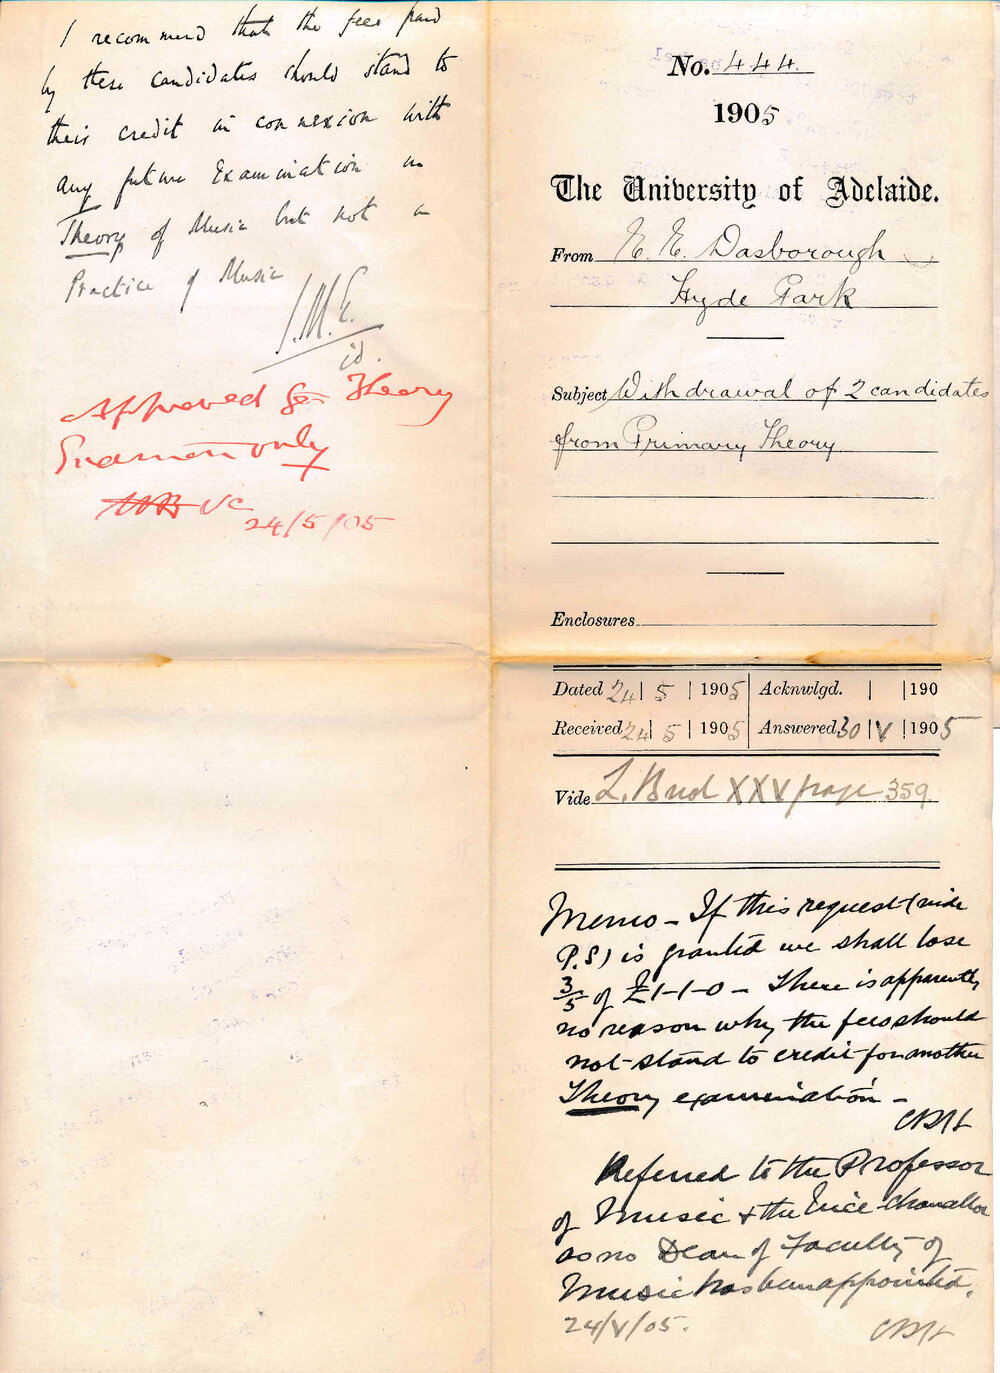 I recommend that the fees paid
by these candidates should stand to
their credit in connexion with
any future Examination in
Theory of Music but not in
Practice of Music
id.
Approved for Theory
Examen only
VC
24/5/05
No. 444
1905
The University of Adelaide.
From E. E. Dasborough
Hyde Park
Subject Withdrawal of 2 candidates
from Primary Theory
Enclosures
Dated 24 | 5 | 1905 Acknwlgd. | | 190
Received 24 | 5 | 1905 Answered 30 | V | 1905
Vide L. Book XXV page 359.
Memo - If this request (vide
P.S) is granted we shall lose
3/5 of £1-1-0 - There is apparently
no reason why the fees should
not stand to credit for another
Theory examination -
CRH
Referred to the Professor
of Music & the Vice-Chancellor
as no Dean of Faculty of
Music has been appointed.
24/V/05. CRH